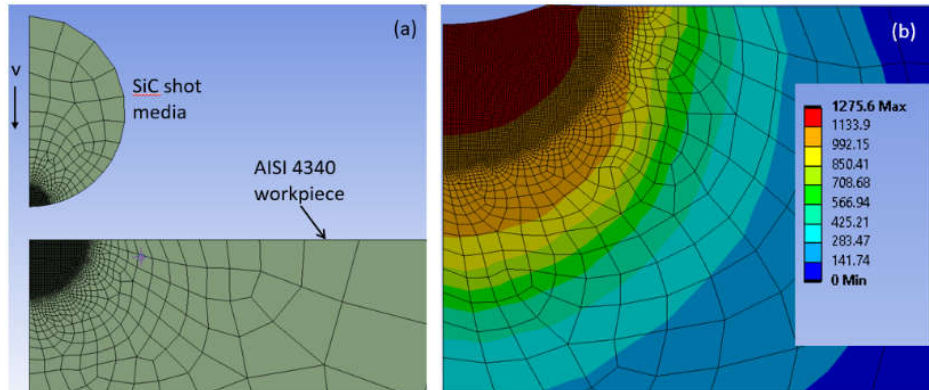 (a)
v
SiC shot
media
AISI 4340
workpiece
(b)
1275.6 Max
1133.9
992.15
850.41
708.68
566.94
425.21
283.47
141.74
0 Min